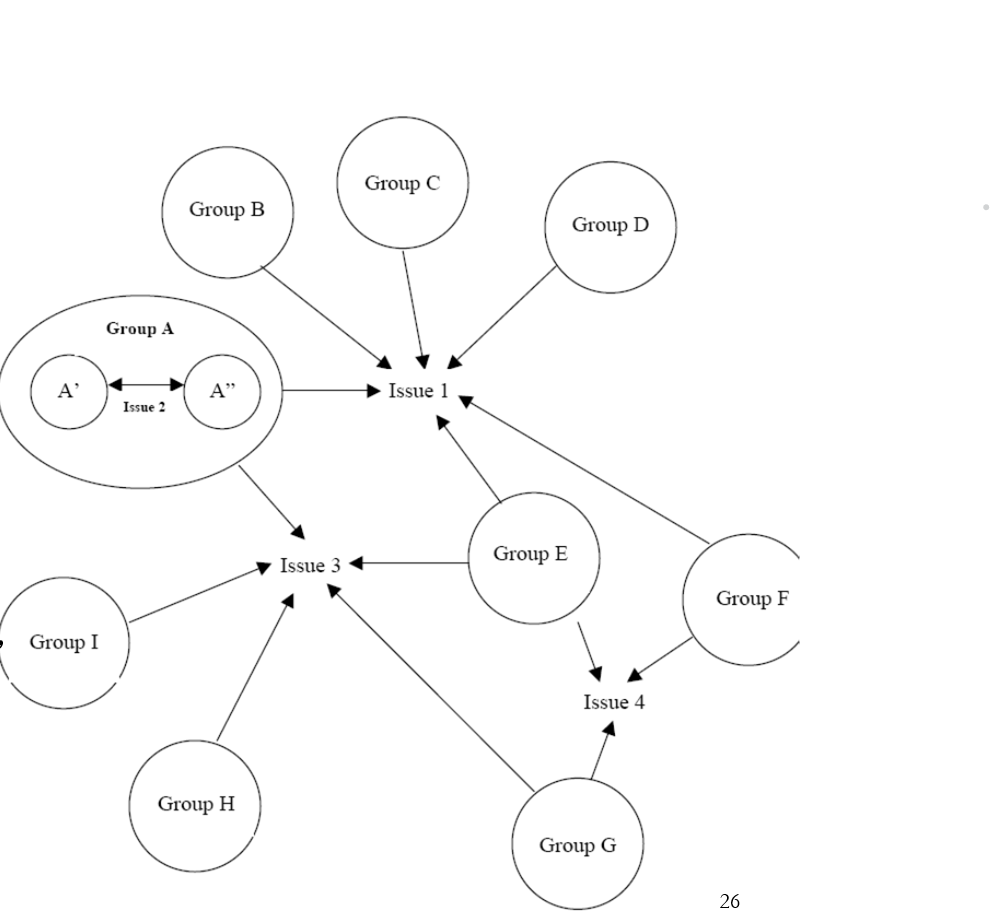 Group C
Group B
Group D
Group A
A’
A”
Issue 2
Issue 1
Group E
Issue 3
Group F
Group I
Issue 4
Group H
Group G
26